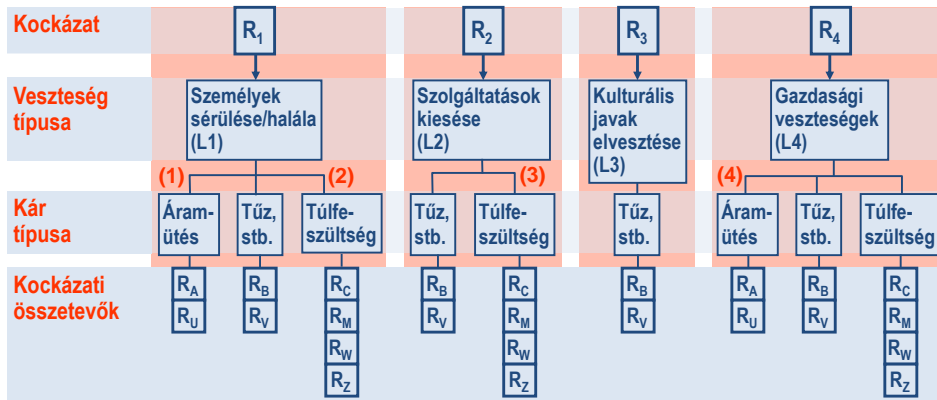 Kockázat
R1
R2
R3
R4
Veszteség
típusa
Személyek
sérülése/halála
(L1)
Szolgáltatások
kiesése
(L2)
Kulturális
javak
elvesztése
(L3)
Gazdasági
veszteségek
(L4)
(1)
(2)
(3)
(4)
Kár
típusa
Áram-
ütés
Tűz,
stb.
Túlfe-
szültség
Tűz,
stb.
Túlfe-
szültség
Tűz,
stb.
Áram-
ütés
Tűz,
stb.
Túlfe-
szültség
Kockázati
összetevők
RA
RB
RC
RB
RC
RB
RA
RB
RC
RU
RV
RM
RV
RM
RV
RU
RV
RM
RW
RW
RW
RZ
RZ
RZ